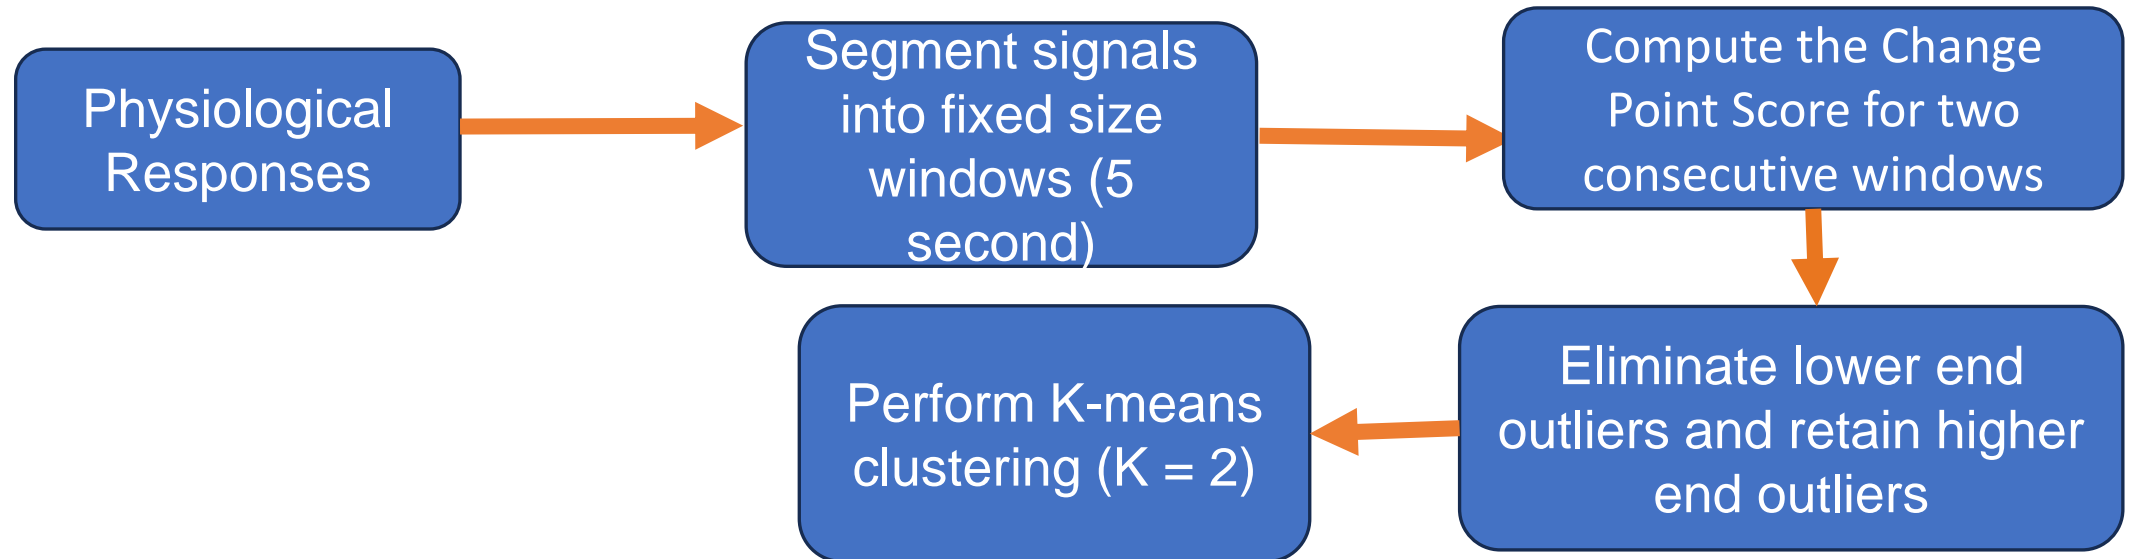 Physiological
Responses
Segment signals
into fixed size
windows (5
second)
Compute the Change
Point Score for two
consecutive windows
Eliminate lower end
outliers and retain higher
end outliers
Perform K-means
clustering (K = 2)